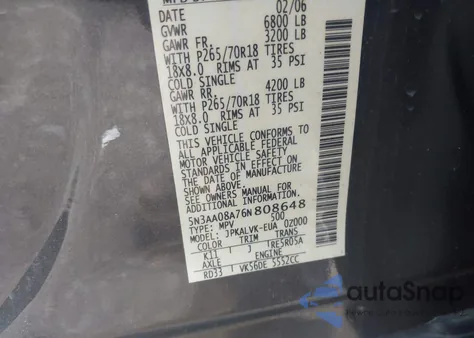 DATE 02/06
GVWR 6800 LB
GAWR FR. 3200 LB
WITH P265/70R18 TIRES
18X8.0 RIMS AT 35 PSI
COLD SINGLE
GAWR RR. 4200 LB
WITH P265/70R18 TIRES
18X8.0 RIMS AT 35 PSI
COLD SINGLE
THIS VEHICLE CONFORMS TO
ALL APPLICABLE FEDERAL
MOTOR VEHICLE SAFETY
STANDARDS IN EFFECT ON
THE DATE OF MANUFACTURE
SHOWN ABOVE.
SEE OWNERS MANUAL FOR
ADDITIONAL INFORMATION
5N3AA08A76N808648
TYPE: MPV 500
MODEL: JPKALVK-EUA 0Z000
COLOR TRIM TRANS
K11 J TRE5R05A
AXLE ENGINE
RD33 VK56DE 5552CC
autoSnap